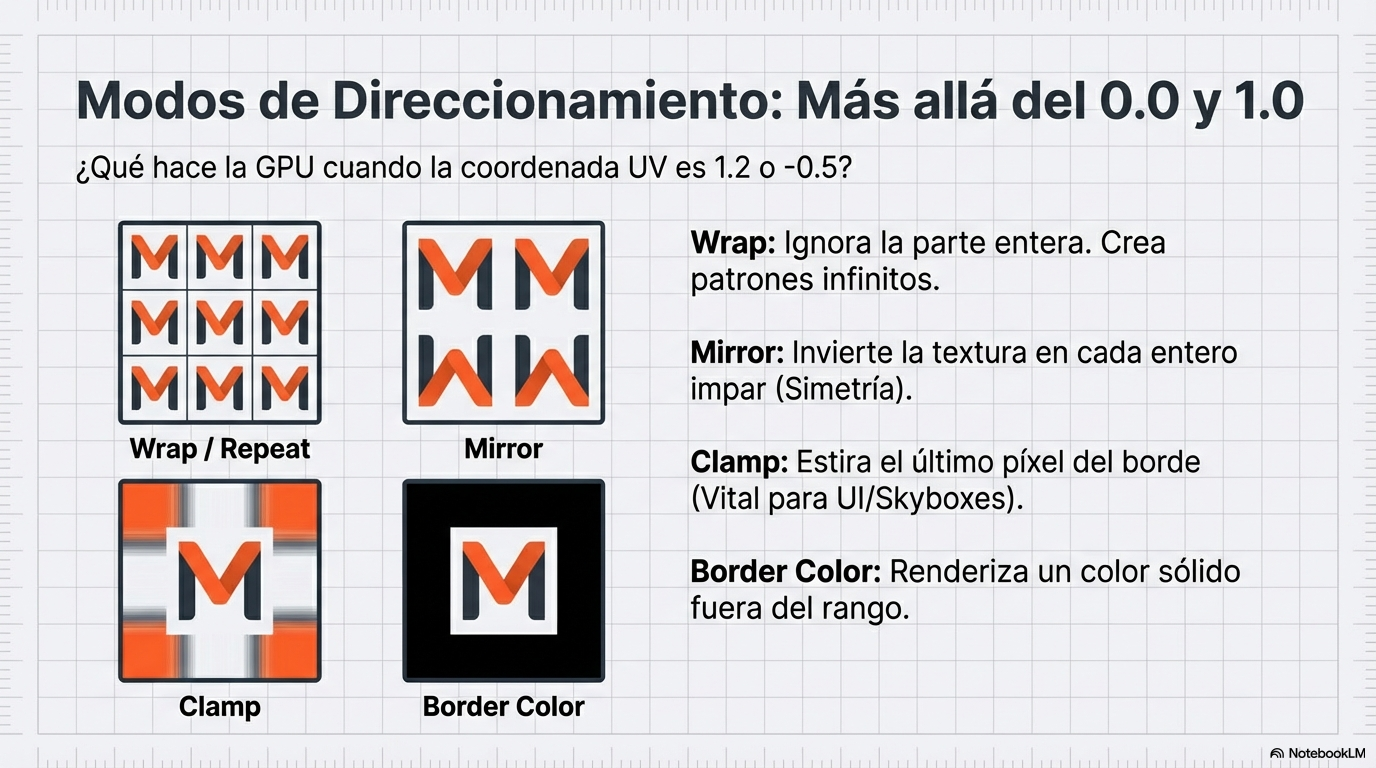 Modos de Direccionamiento: Más allá del 0.0 y 1.0
¿Qué hace la GPU cuando la coordenada UV es 1.2 o -0.5?
Wrap / Repeat
Mirror
Clamp
Border Color
Wrap: Ignora la parte entera. Crea
patrones infinitos.
Mirror: Invierte la textura en cada entero
impar (Simetría).
Clamp: Estira el último píxel del borde
(Vital para UI/Skyboxes).
Border Color: Renderiza un color sólido
fuera del rango.
NotebookLM